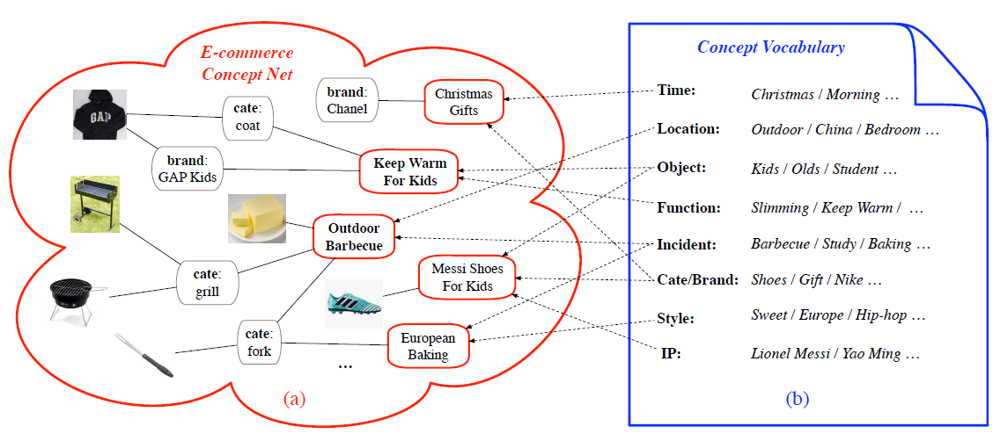 E-commerce
Concept Net
brand:
Chanel
Christmas
Gifts
GAP
cate:
coat
brand:
GAP Kids
Keep Warm
For Kids
Outdoor
Barbecue
cate:
grill
Messi Shoes
For Kids
cate:
fork
European
Baking
...
(a)
Concept Vocabulary
Time: Christmas / Morning ...
Location: Outdoor / China / Bedroom ...
Object: Kids / Olds / Student ...
Function: Slimming / Keep Warm / ...
Incident: Barbecue / Study / Baking ...
Cate/Brand: Shoes / Gift / Nike ...
Style: Sweet / Europe / Hip-hop ...
IP: Lionel Messi / Yao Ming ...
(b)